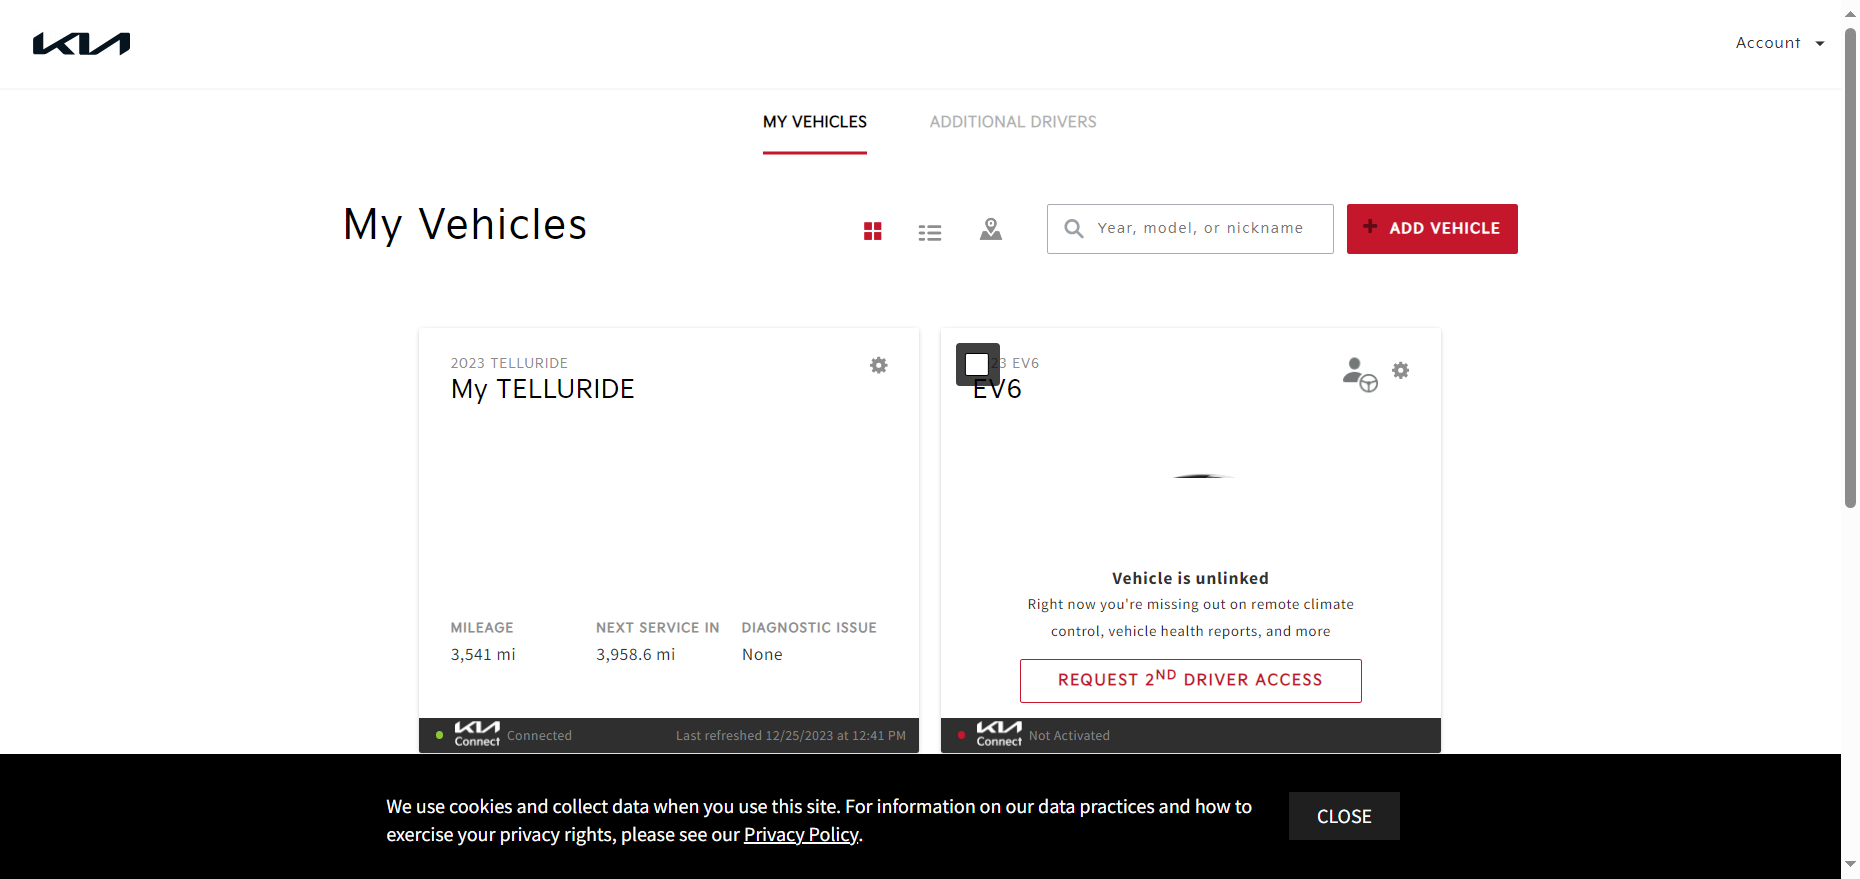 KIA
Account
MY VEHICLES
ADDITIONAL DRIVERS
My Vehicles
Year, model, or nickname
+ ADD VEHICLE
2023 TELLURIDE
My TELLURIDE
MILEAGE
3,541 mi
NEXT SERVICE IN
3,958.6 mi
DIAGNOSTIC ISSUE
None
KIA
Connect
Connected
Last refreshed 12/25/2023 at 12:41 PM
23 EV6
EV6
Vehicle is unlinked
Right now you're missing out on remote climate
control, vehicle health reports, and more
REQUEST 2ND DRIVER ACCESS
KIA
Connect
Not Activated
We use cookies and collect data when you use this site. For information on our data practices and how to
exercise your privacy rights, please see our Privacy Policy.
CLOSE